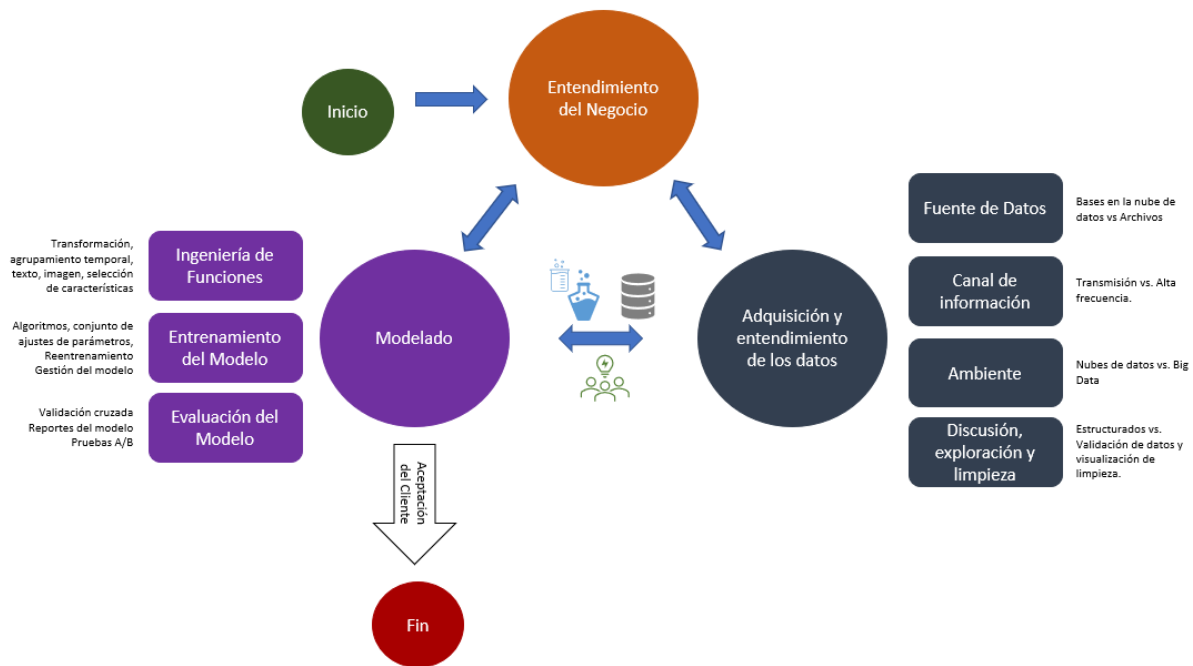 Inicio
Entendimiento
del Negocio
Transformación,
agrupamiento temporal,
texto, imagen, selección
de características
Ingeniería de
Funciones
Algoritmos, conjunto de
ajustes de parámetros,
Reentrenamiento
Gestión del modelo
Entrenamiento
del Modelo
Validación cruzada
Reportes del modelo
Pruebas A/B
Evaluación del
Modelo
Modelado
Adquisición y
entendimiento
de los datos
Fuente de Datos
Bases en la nube de
datos vs Archivos
Canal de
información
Transmisión vs. Alta
frecuencia.
Ambiente
Nubes de datos vs. Big
Data
Discusión,
exploración y
limpieza
Estructurados vs.
Validación de datos y
visualización de
limpieza.
Aceptación
del Cliente
Fin